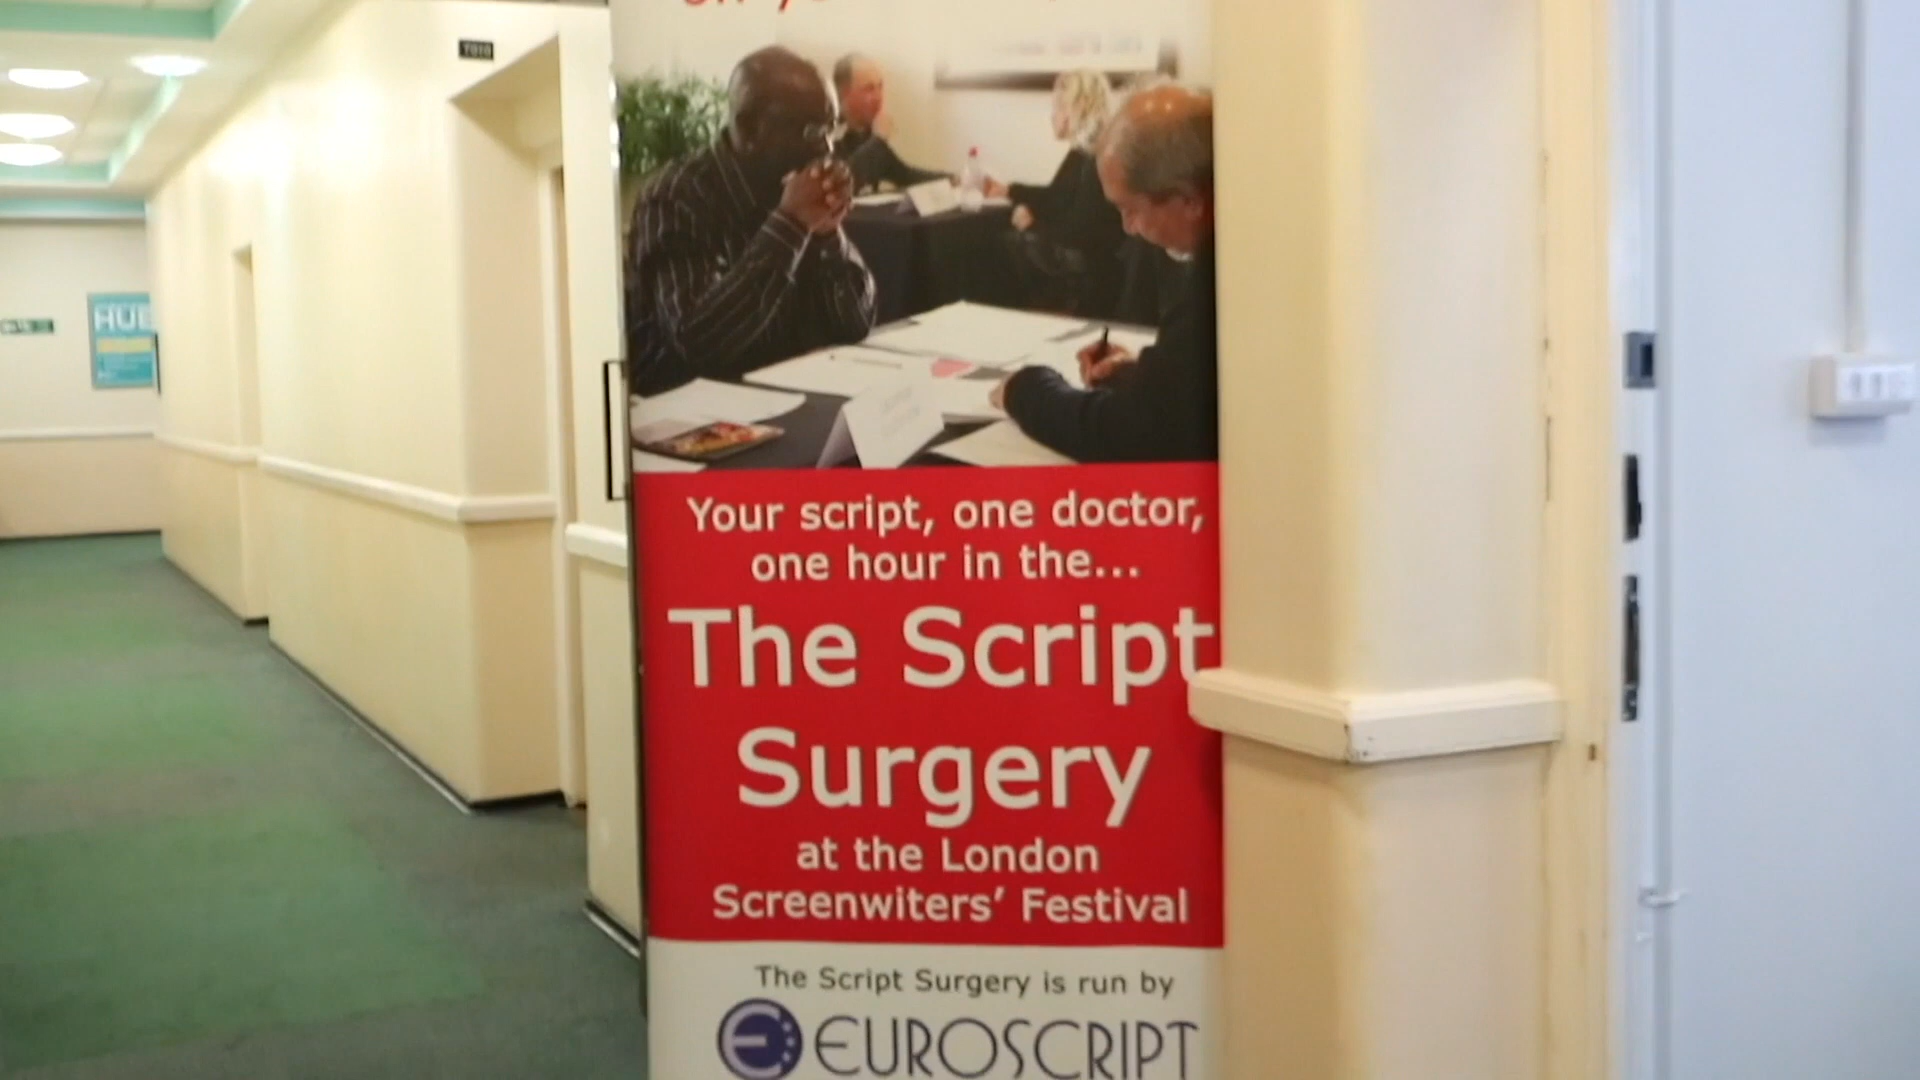 HUB
Your script, one doctor,
one hour in the...
The Script
Surgery
at the London
Screenwiters' Festival
The Script Surgery is run by
EUROSCRIPT